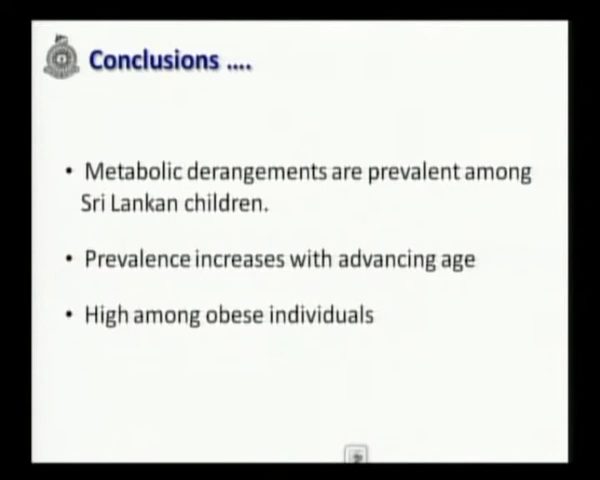 Conclusions ....
• Metabolic derangements are prevalent among
Sri Lankan children.
• Prevalence increases with advancing age
• High among obese individuals